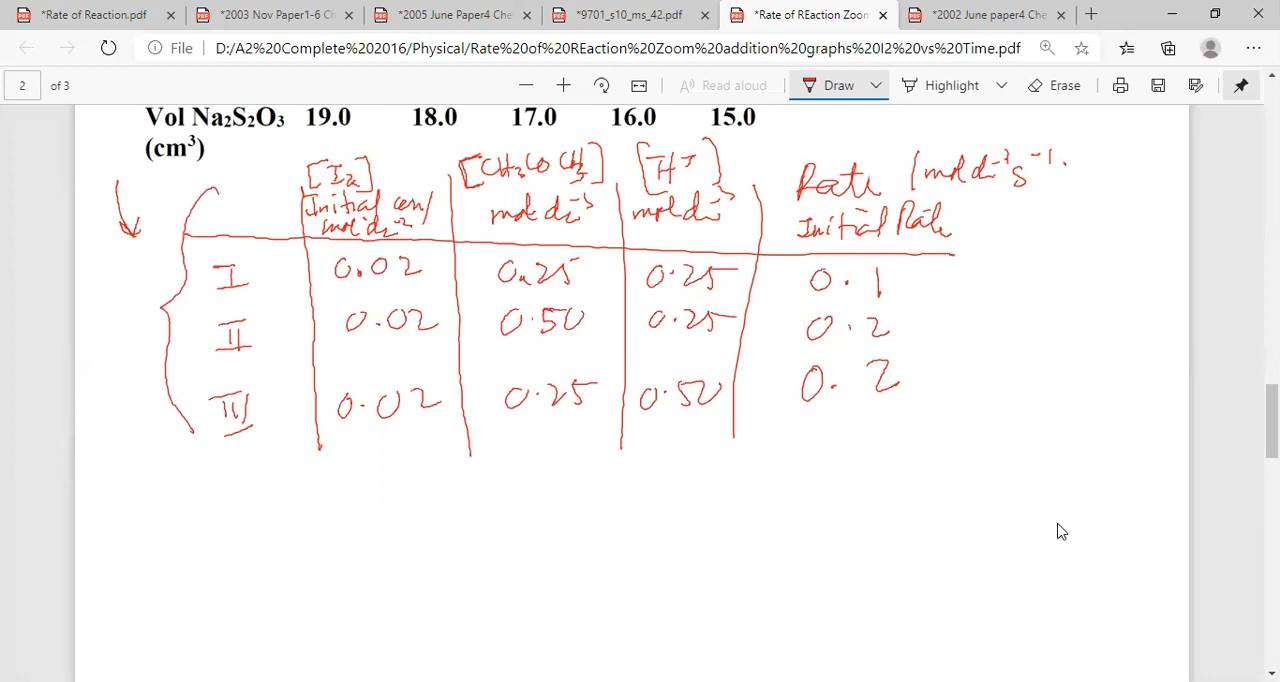 *Rate of Reaction.pdf
*2003 Nov Paper1-6 C
*2005 June Paper4 Che
*9701_s10_ms_42.pdf
*Rate of REaction Zoom
*2002 June paper4 Che
File
D:/A2%20Complete%202016/Physical/Rate%20of%20REaction%20Zoom%20addition%20graphs%20I2%20vs%20Time.pdf
2 of 3
Read aloud
Draw
Highlight
Erase
Vol Na₂S₂O₃ 19.0 18.0 17.0 16.0 15.0
(cm³)
[I₂] [CH₃COCH₃] [H⁺] Rate (mol dm⁻³ s⁻¹.
Initial con/ mol dm⁻³ mol dm⁻³ Initial Rate
mol dm⁻³
I 0.02 0.25 0.25 0.1
II 0.02 0.50 0.25 0.2
III 0.02 0.25 0.50 0.2